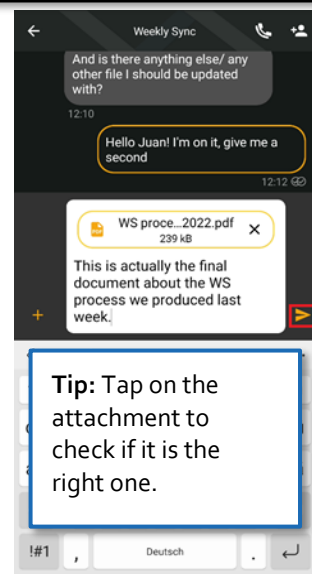 Weekly Sync
And is there anything else/ any
other file I should be updated
with?
12:10
Hello Juan! I'm on it, give me a
second
12:12
PDF
WS proce...2022.pdf
239 kB
This is actually the final
document about the WS
process we produced last
week.
Tip: Tap on the
attachment to
check if it is the
right one.
!#1 , Deutsch .